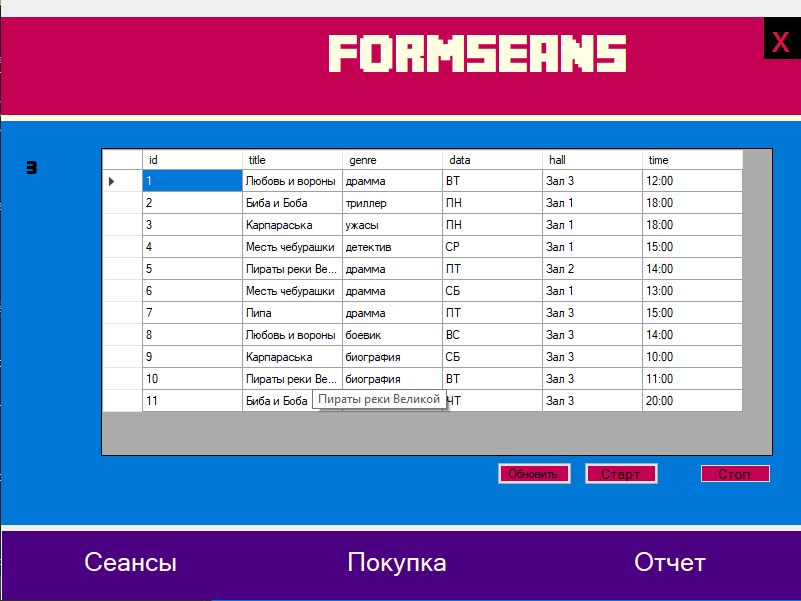 FORMSEANS X
3
id title genre data hall time
1 Любовь и вороны драмма ВТ Зал 3 12:00
2 Биба и Боба триллер ПН Зал 1 18:00
3 Карпараська ужасы ПН Зал 1 18:00
4 Месть чебурашки детектив СР Зал 1 15:00
5 Пираты реки Ве... драмма ПТ Зал 2 14:00
6 Месть чебурашки драмма СБ Зал 1 13:00
7 Пипа драмма ПТ Зал 3 15:00
8 Любовь и вороны боевик ВС Зал 3 14:00
9 Карпараська биография СБ Зал 3 10:00
10 Пираты реки Ве... биография ВТ Зал 3 11:00
11 Биба и Боба Пираты реки Великой ЧТ Зал 3 20:00
Обновить Старт Стоп
Сеансы Покупка Отчет